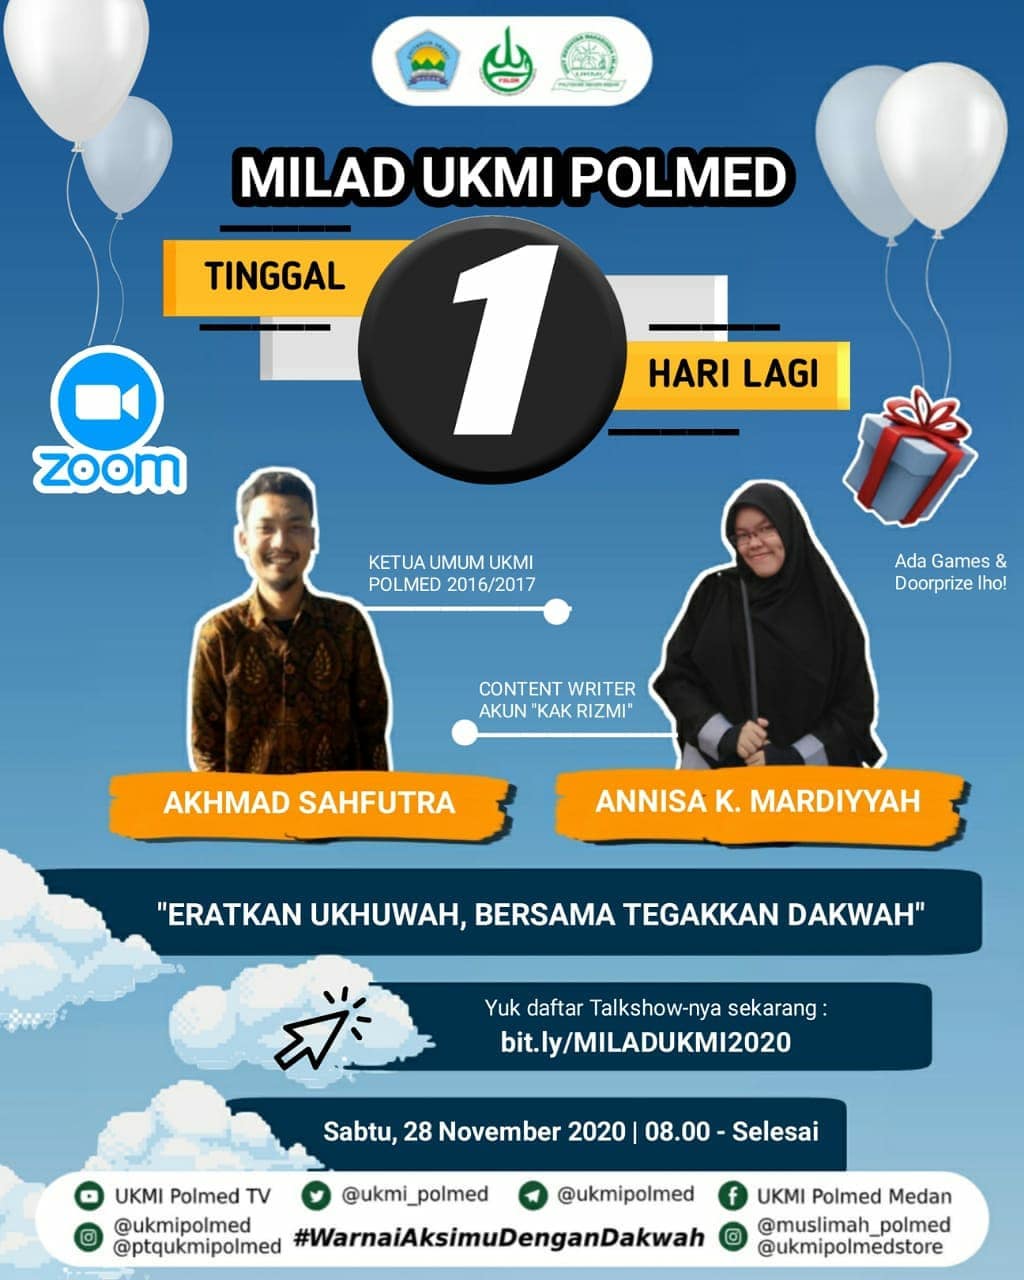 MILAD UKMI POLMED
TINGGAL
1
HARI LAGI
zoom
KETUA UMUM UKMI
POLMED 2016/2017
Ada Games &
Doorprize lho!
CONTENT WRITER
AKUN "KAK RIZMI"
AKHMAD SAHFUTRA
ANNISA K. MARDIYYAH
"ERATKAN UKHUWAH, BERSAMA TEGAKKAN DAKWAH"
Yuk daftar Talkshow-nya sekarang :
bit.ly/MILADUKMI2020
Sabtu, 28 November 2020 | 08.00 - Selesai
UKMI Polmed TV
@ukmi_polmed
@ukmipolmed
UKMI Polmed Medan
@ukmipolmed
@ptqukmipolmed
#WarnaiAksimuDenganDakwah
@muslimah_polmed
@ukmipolmedstore